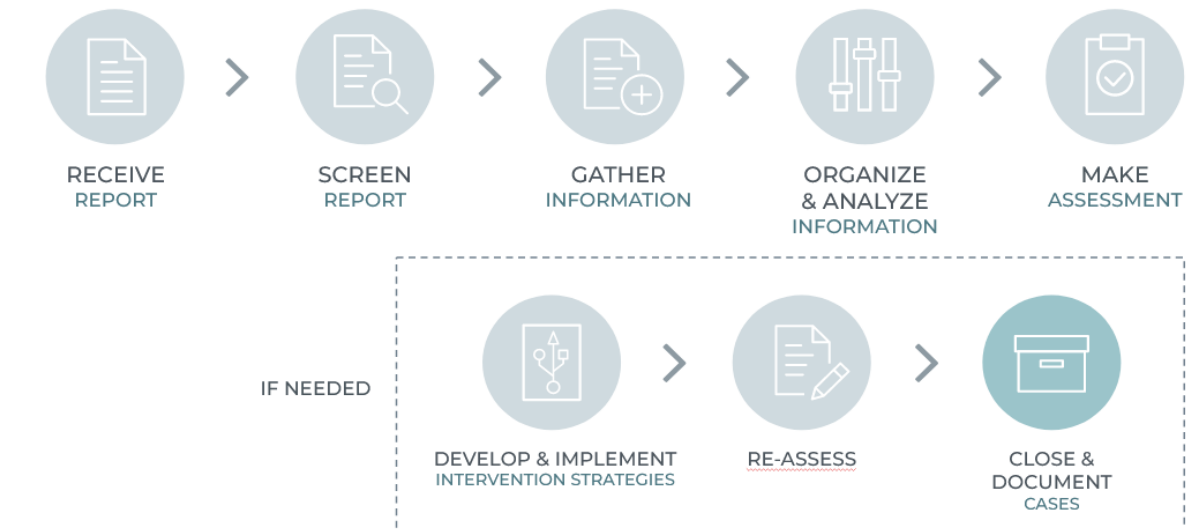 RECEIVE
REPORT
SCREEN
REPORT
GATHER
INFORMATION
ORGANIZE
& ANALYZE
INFORMATION
MAKE
ASSESSMENT
IF NEEDED
DEVELOP & IMPLEMENT
INTERVENTION STRATEGIES
RE-ASSESS
CLOSE &
DOCUMENT
CASES